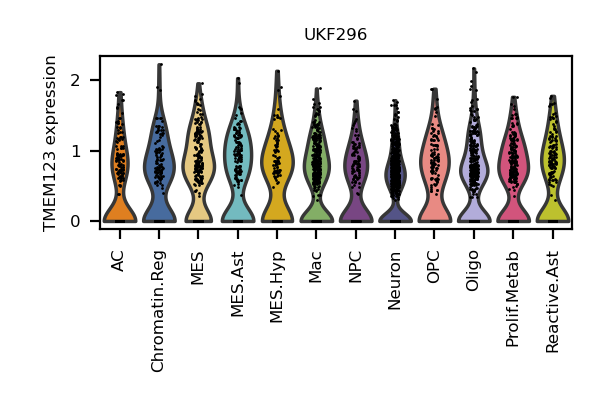 UKF296
TMEM123 expression
2
1
0
AC
Chromatin.Reg
MES
MES.Ast
MES.Hyp
Mac
NPC
Neuron
OPC
Oligo
Prolif.Metab
Reactive.Ast